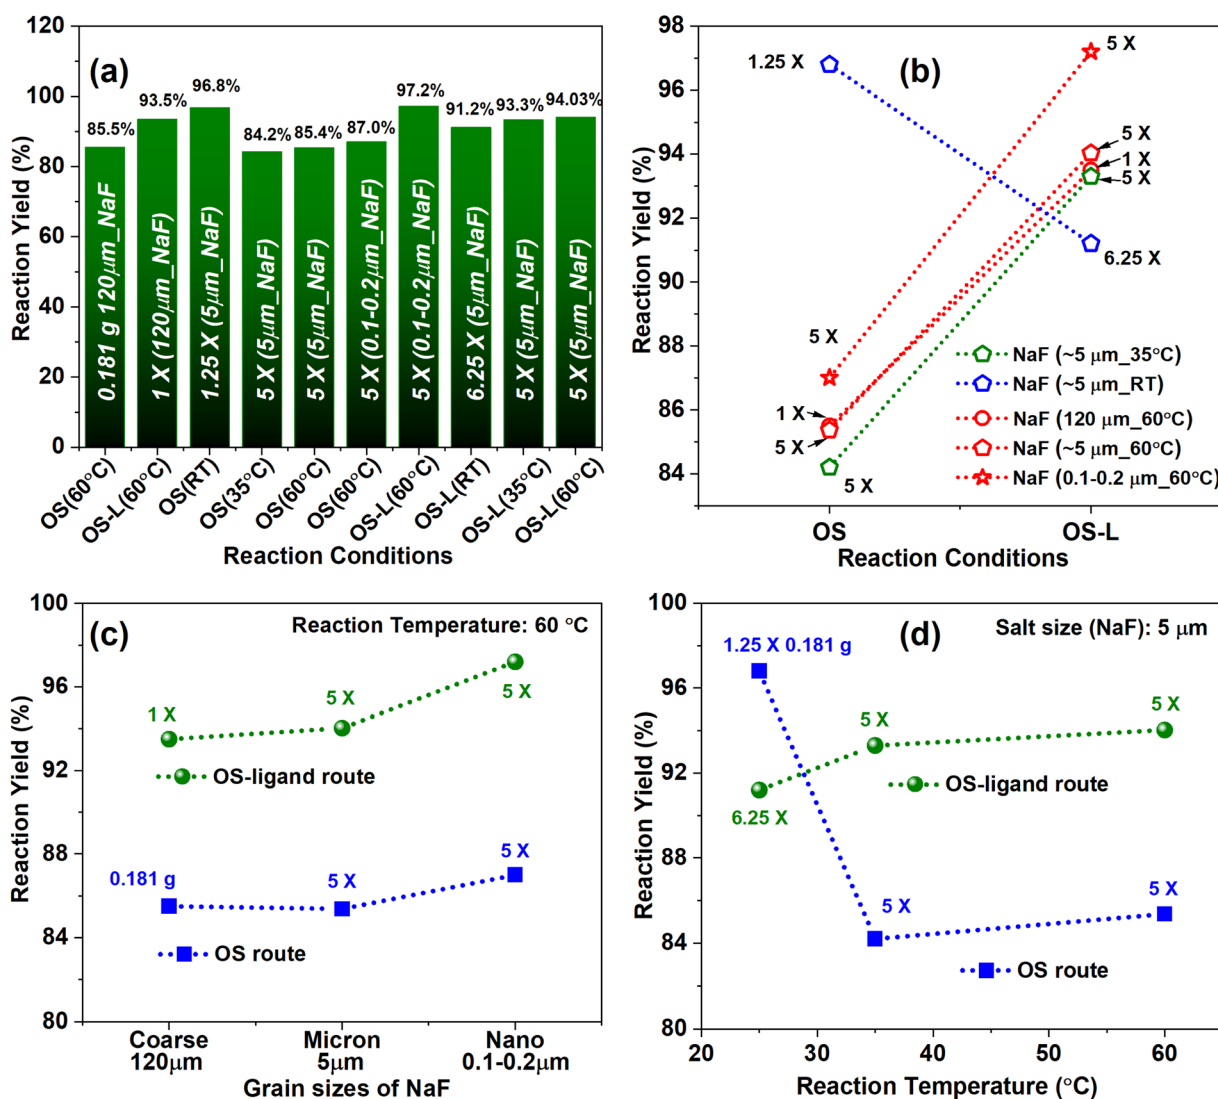 (a)
120
100
80
60
40
20
0
Reaction Yield (%)
85.5%
93.5%
96.8%
84.2%
85.4%
87.0%
97.2%
91.2%
93.3%
94.03%
0.181 g 120μm_NaF
1 X (120μm_NaF)
1.25 X (5μm_NaF)
5 X (5μm_NaF)
5 X (5μm_NaF)
5 X (0.1-0.2μm_NaF)
5 X (0.1-0.2μm_NaF)
6.25 X (5μm_NaF)
5 X (5μm_NaF)
5 X (5μm_NaF)
OS(60°C)
OS-L(60°C)
OS(RT)
OS(35°C)
OS(60°C)
OS(60°C)
OS-L(60°C)
OS-L(RT)
OS-L(35°C)
OS-L(60°C)
Reaction Conditions
(b)
98
96
94
92
90
88
86
84
Reaction Yield (%)
1.25 X
5 X
5 X
1 X
5 X
6.25 X
5 X
1 X
5 X
5 X
NaF (~5 μm_35°C)
NaF (~5 μm_RT)
NaF (120 μm_60°C)
NaF (~5 μm_60°C)
NaF (0.1-0.2 μm_60°C)
OS
OS-L
Reaction Conditions
(c)
Reaction Temperature: 60 °C
100
96
92
88
84
80
Reaction Yield (%)
1 X
5 X
5 X
OS-ligand route
0.181 g
5 X
5 X
OS route
Coarse
120μm
Micron
5μm
Nano
0.1-0.2μm
Grain sizes of NaF
(d)
Salt size (NaF): 5 μm
100
96
92
88
84
80
Reaction Yield (%)
1.25 X 0.181 g
5 X
5 X
6.25 X
OS-ligand route
5 X
5 X
OS route
20
30
40
50
60
Reaction Temperature (°C)